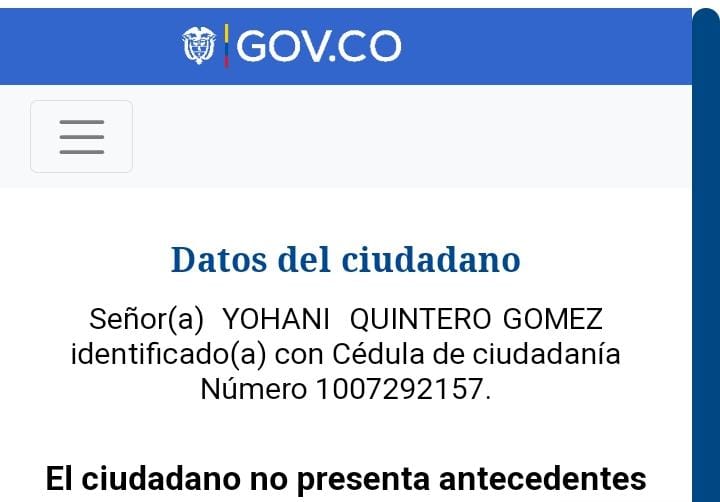 GOV.CO
Datos del ciudadano
Señor(a) YOHANI QUINTERO GOMEZ
identificado(a) con Cédula de ciudadanía
Número 1007292157.
El ciudadano no presenta antecedentes